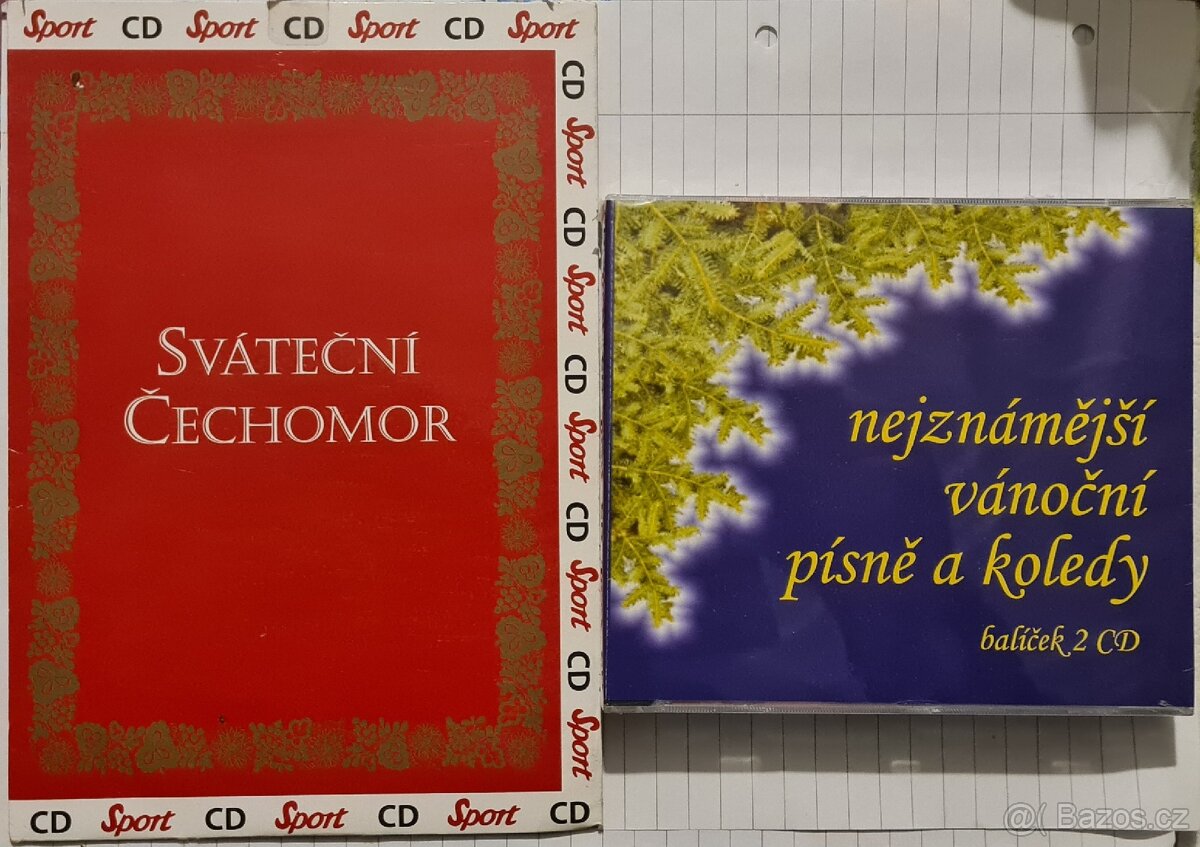 Sport CD Sport CD Sport CD Sport
CD Sport CD Sport CD Sport CD Sport CD Sport
SVÁTEČNÍ
ČECHOMOR
CD Sport CD Sport CD Sport CD
nejznámější
vánoční
písně a koledy
balíček 2 CD
@( Bazos.cz